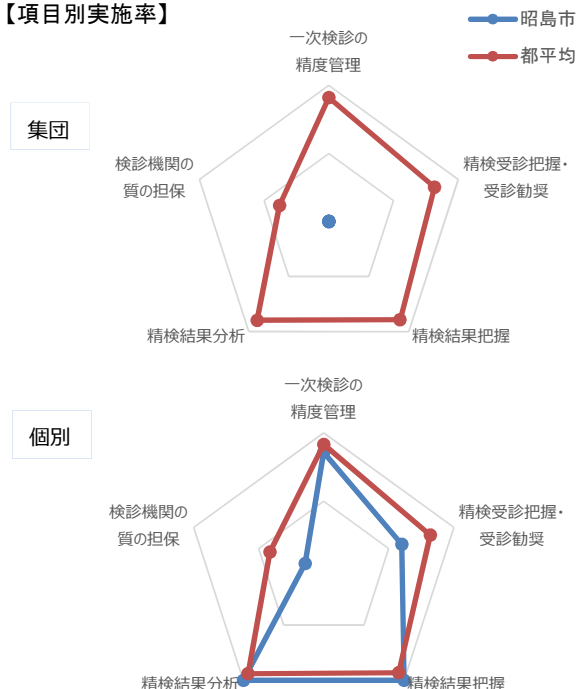 【項目別実施率】
昭島市
都平均
集団
一次検診の
精度管理
精検受診把握・
受診勧奨
精検結果把握
精検結果分析
検診機関の
質の担保
個別
一次検診の
精度管理
精検受診把握・
受診勧奨
精検結果把握
精検結果分析
検診機関の
質の担保